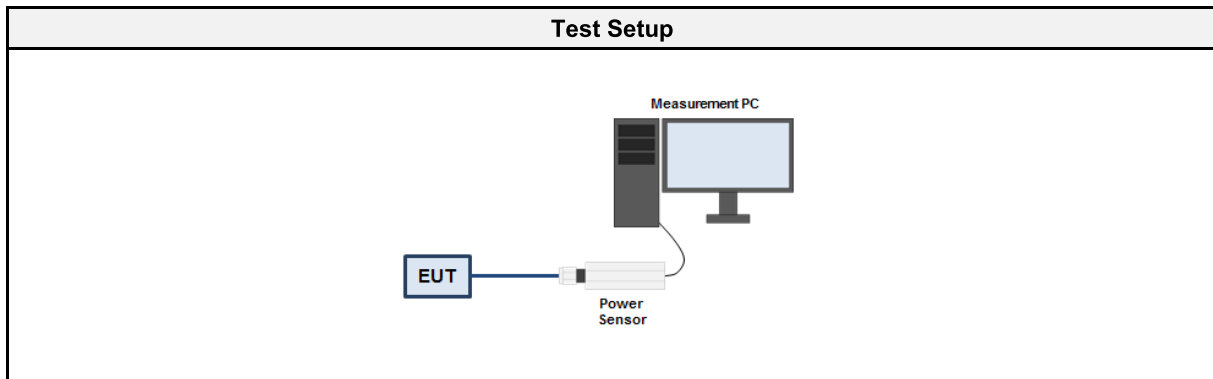 Test Setup
Measurement PC
EUT
Power
Sensor